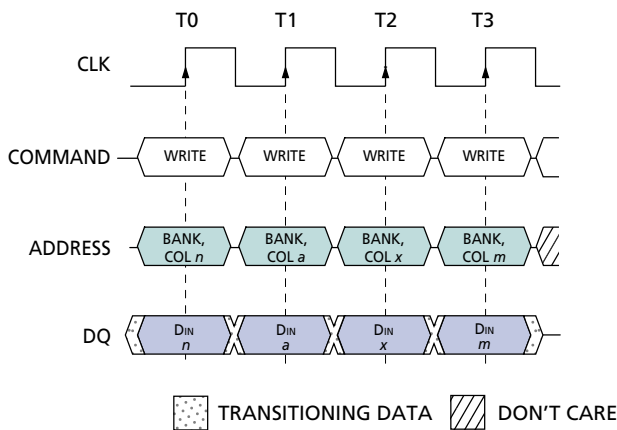 T0 T1 T2 T3
CLK
COMMAND WRITE WRITE WRITE WRITE
ADDRESS BANK, COL n BANK, COL a BANK, COL x BANK, COL m
DQ DIN n DIN a DIN x DIN m
TRANSITIONING DATA DON'T CARE